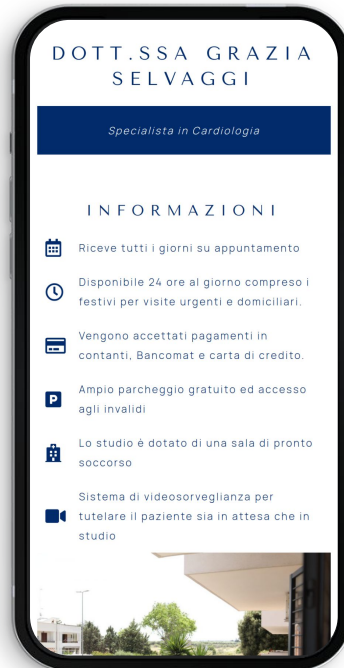 DOTT.SSA GRAZIA
SELVAGGI
Specialista in Cardiologia
INFORMAZIONI
Riceve tutti i giorni su appuntamento
Disponibile 24 ore al giorno compreso i
festivi per visite urgenti e domiciliari.
Vengono accettati pagamenti in
contanti, Bancomat e carta di credito.
P
Ampio parcheggio gratuito ed accesso
agli invalidi
Lo studio è dotato di una sala di pronto
soccorso
Sistema di videosorveglianza per
tutelare il paziente sia in attesa che in
studio